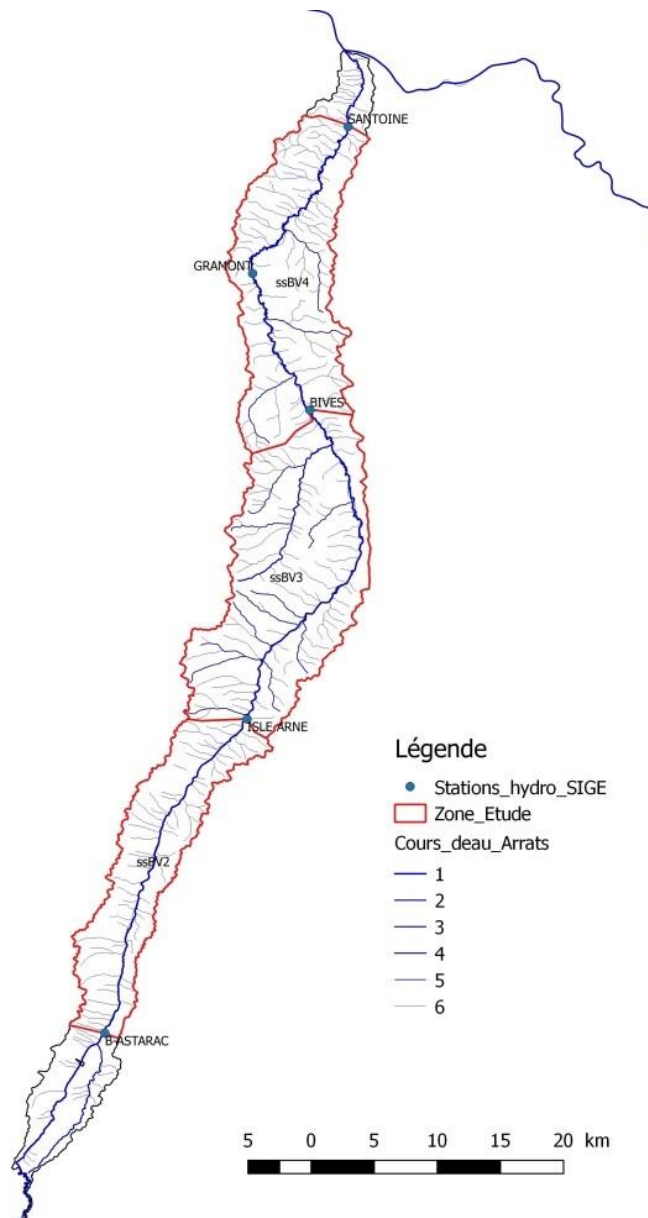 SANTOINE
GRAMONT
ssBV4
BIVES
ssBV3
ISLE ARNE
ssBV2
B ASTARAC
Légende
Stations_hydro_SIGE
Zone_Etude
Cours_deau_Arrats
1
2
3
4
5
6
5 0 5 10 15 20 km